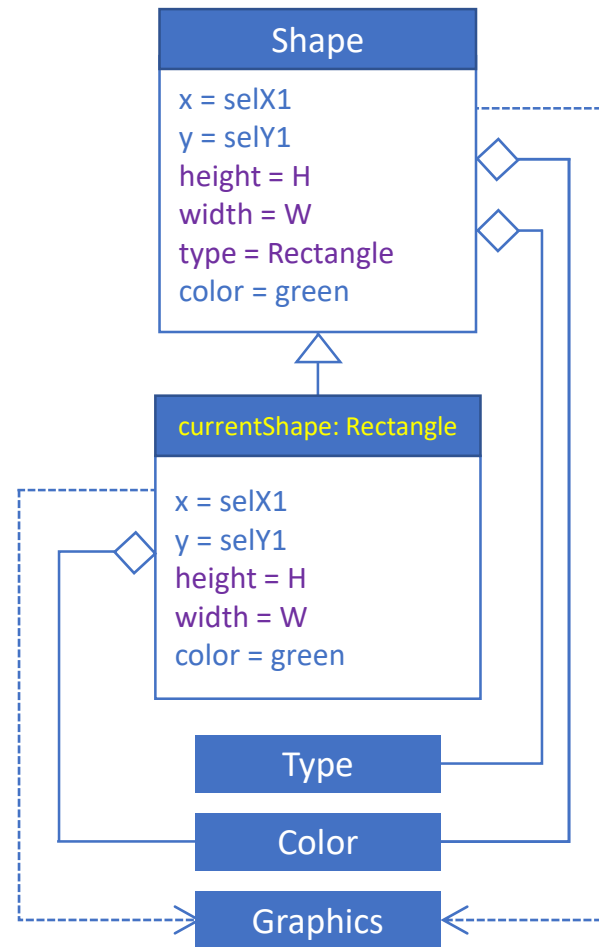 Shape
x = selX1
y = selY1
height = H
width = W
type = Rectangle
color = green
currentShape: Rectangle
x = selX1
y = selY1
height = H
width = W
color = green
Type
Color
Graphics